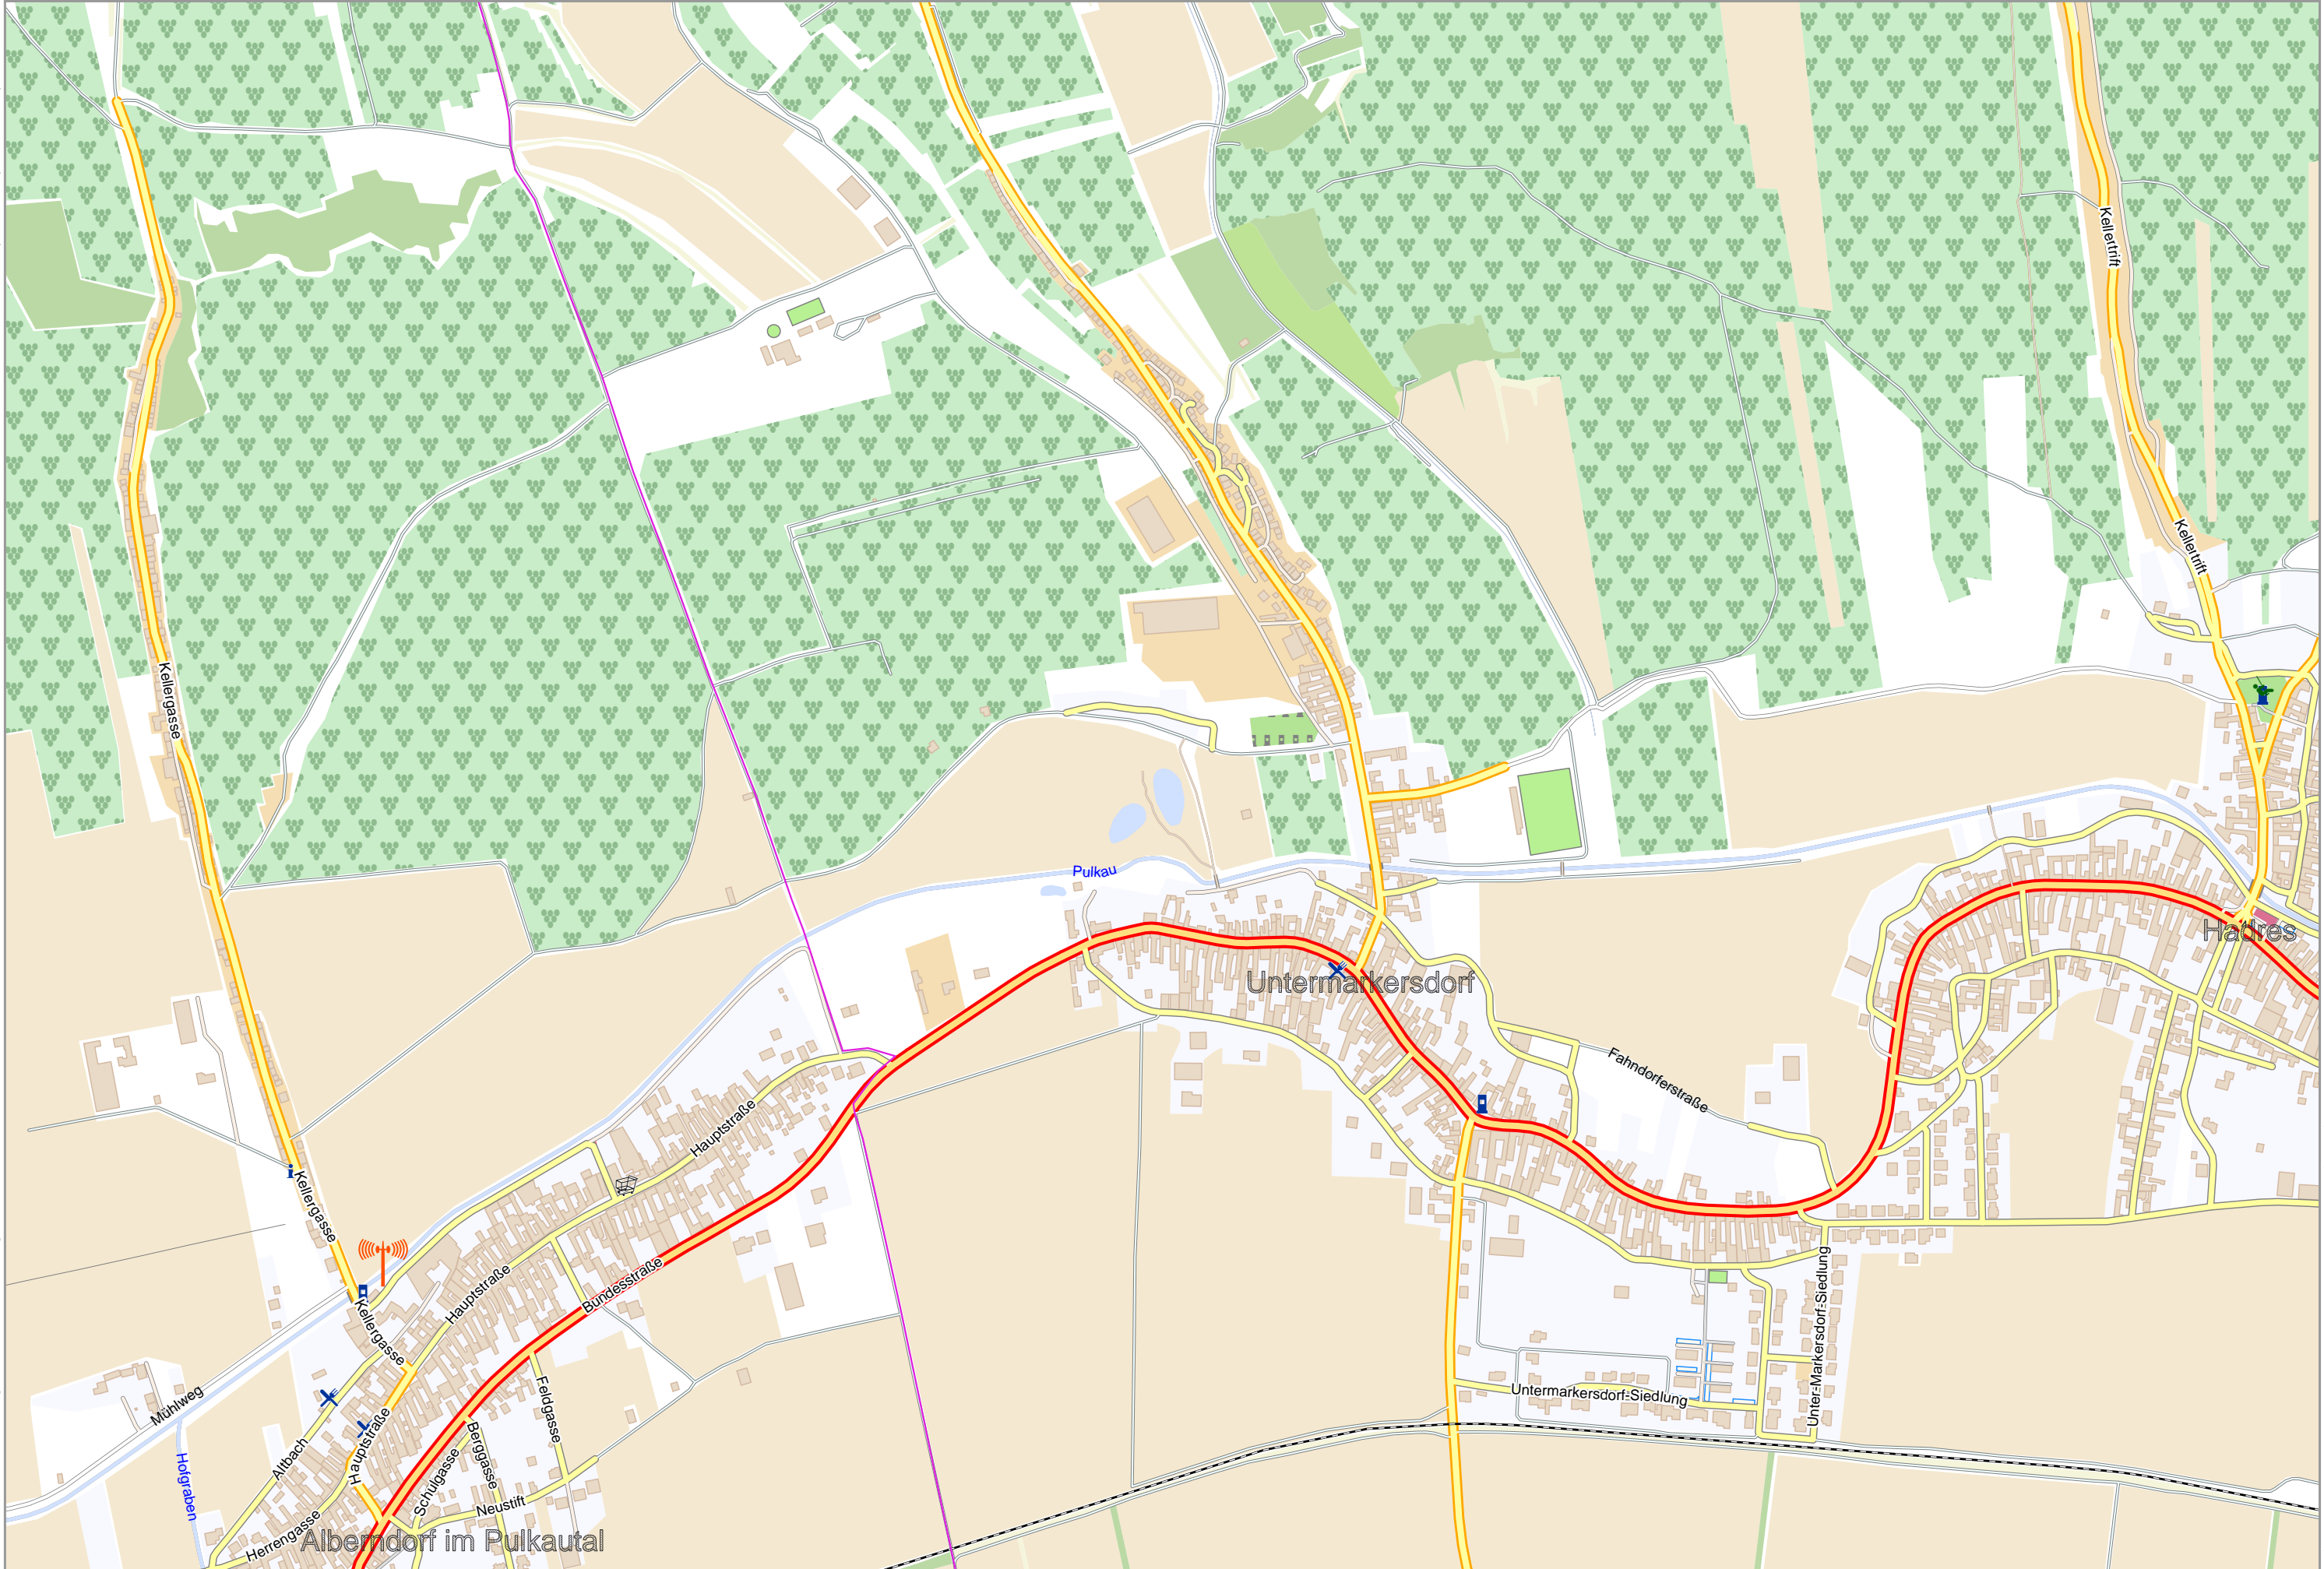 Kellertrift
Kellertrift
Kellergasse
Pulkau
Hadres
Untermarkersdorf
Fahndorferstraße
Hauptstraße
Kellergasse
Hauptstraße
Bundesstraße
Unter-Markersdorf-Siedlung
Kellergasse
Untermarkersdorf-Siedlung
Mühlweg
Feldgasse
Hauptstraße
Altbach
Berggasse
Schulgasse
Hofgraben
H
Neustift
Herrengasse
Alberndorf im Pulkautal